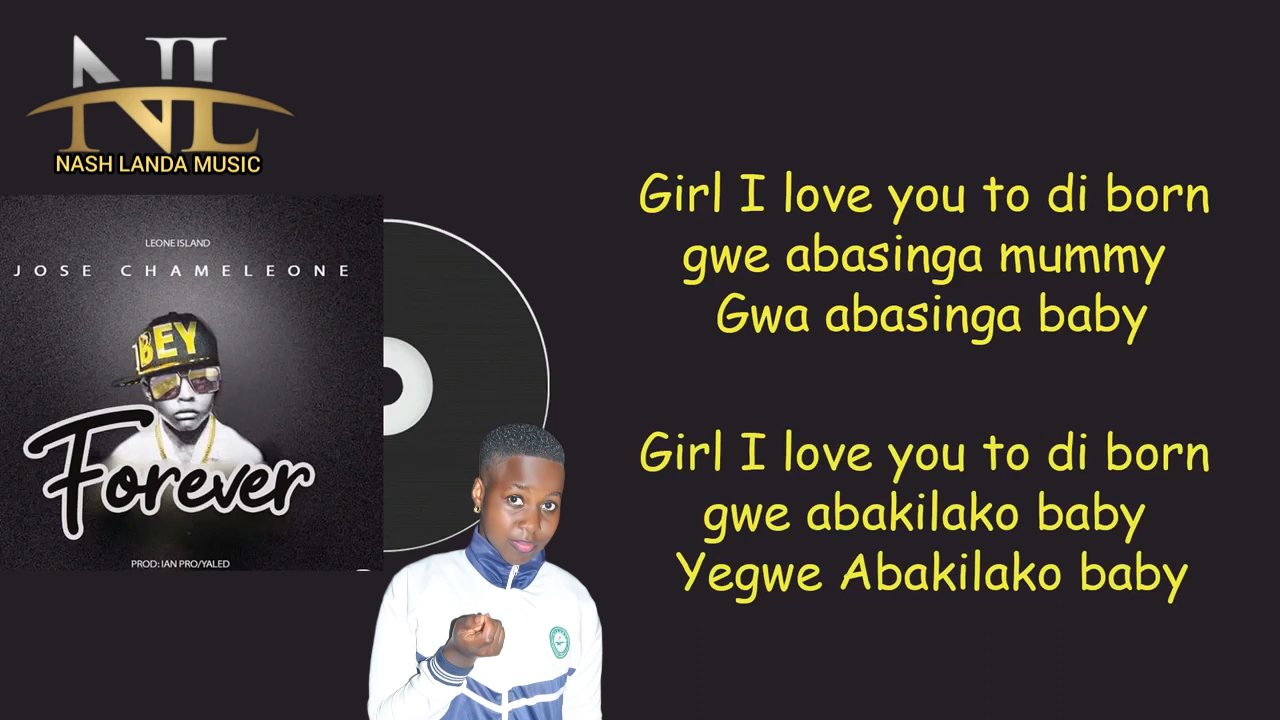 NL
NASH LANDA MUSIC
LEONE ISLAND
JOSE CHAMELEONE
BEY
Forever
PROD: IAN PRO/YALED
Girl I love you to di born
gwe abasinga mummy
Gwa abasinga baby
Girl I love you to di born
gwe abakilako baby
Yegwe Abakilako baby